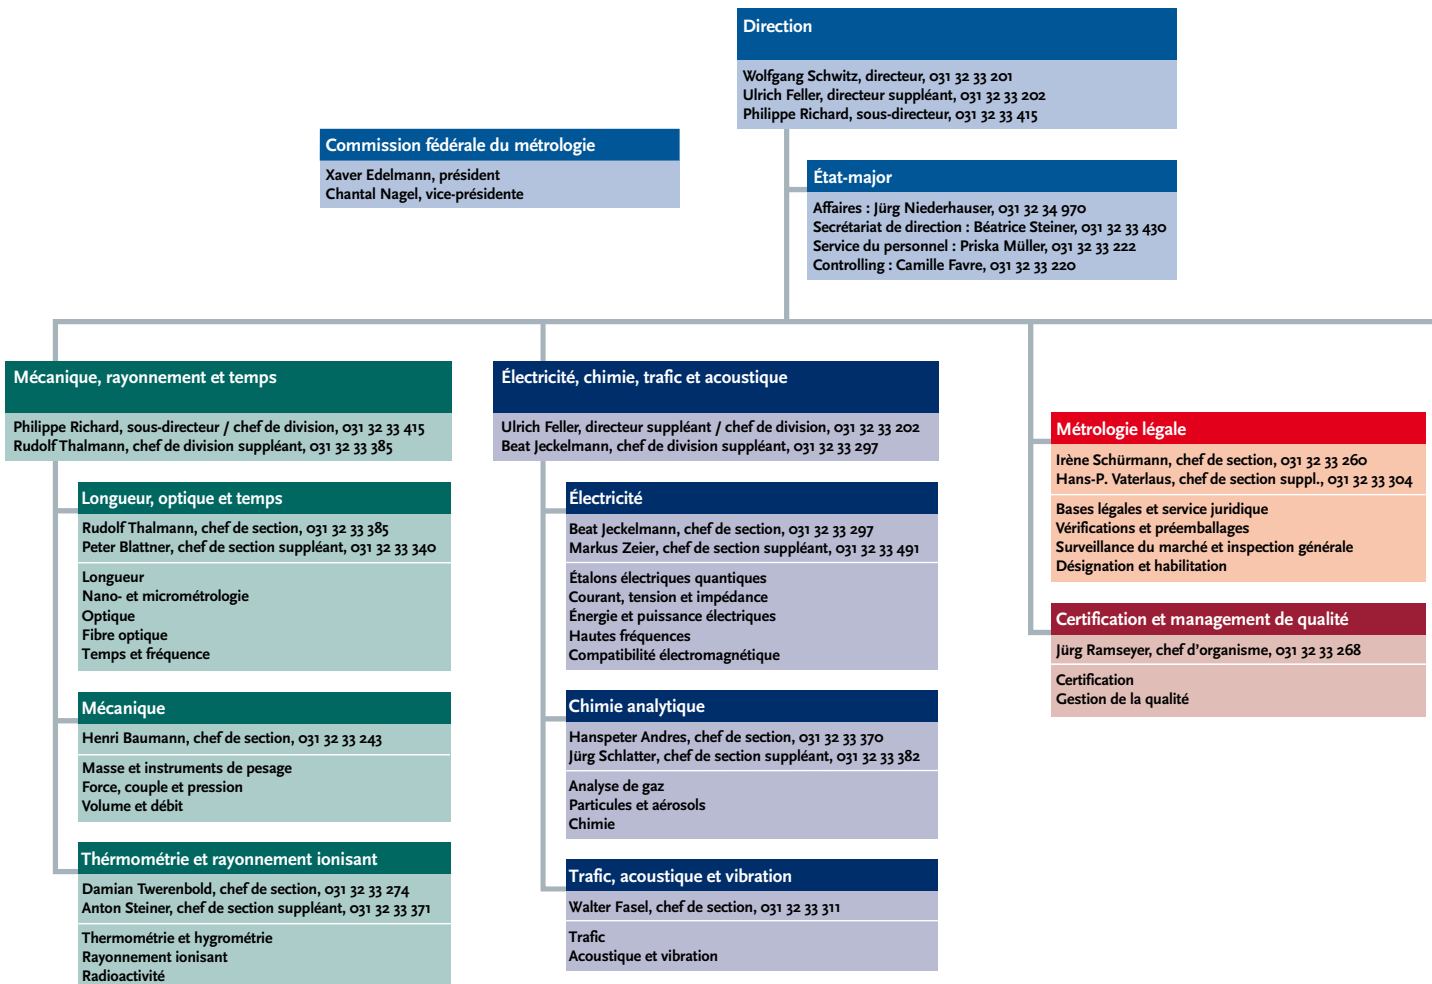 Direction
Wolfgang Schwitz, directeur, 031 32 33 201
Ulrich Feller, directeur suppléant, 031 32 33 202
Philippe Richard, sous-directeur, 031 32 33 415
Commission fédérale du métrologie
Xaver Edelmann, président
Chantal Nagel, vice-présidente
État-major
Affaires : Jürg Niederhauser, 031 32 34 970
Secrétariat de direction : Béatrice Steiner, 031 32 33 430
Service du personnel : Priska Müller, 031 32 33 222
Controlling : Camille Favre, 031 32 33 220
Mécanique, rayonnement et temps
Philippe Richard, sous-directeur / chef de division, 031 32 33 415
Rudolf Thalmann, chef de division suppléant, 031 32 33 385
Longueur, optique et temps
Rudolf Thalmann, chef de section, 031 32 33 385
Peter Blattner, chef de section suppléant, 031 32 33 340
Longueur
Nano- et micrométrologie
Optique
Fibre optique
Temps et fréquence
Mécanique
Henri Baumann, chef de section, 031 32 33 243
Masse et instruments de pesage
Force, couple et pression
Volume et débit
Thérmométrie et rayonnement ionisant
Damian Twerenbold, chef de section, 031 32 33 274
Anton Steiner, chef de section suppléant, 031 32 33 371
Thermométrie et hygrométrie
Rayonnement ionisant
Radioactivité
Électricité, chimie, trafic et acoustique
Ulrich Feller, directeur suppléant / chef de division, 031 32 33 202
Beat Jeckelmann, chef de division suppléant, 031 32 33 297
Électricité
Beat Jeckelmann, chef de section, 031 32 33 297
Markus Zeier, chef de section suppléant, 031 32 33 491
Étalons électriques quantiques
Courant, tension et impédance
Énergie et puissance électriques
Hautes fréquences
Compatibilité électromagnétique
Chimie analytique
Hanspeter Andres, chef de section, 031 32 33 370
Jürg Schlatter, chef de section suppléant, 031 32 33 382
Analyse de gaz
Particules et aérosols
Chimie
Trafic, acoustique et vibration
Walter Fasel, chef de section, 031 32 33 311
Trafic
Acoustique et vibration
Métrologie légale
Irène Schürmann, chef de section, 031 32 33 260
Hans-P. Vaterlaus, chef de section suppl., 031 32 33 304
Bases légales et service juridique
Vérifications et préemballages
Surveillance du marché et inspection générale
Désignation et habilitation
Certification et management de qualité
Jürg Ramseyer, chef d'organisme, 031 32 33 268
Certification
Gestion de la qualité